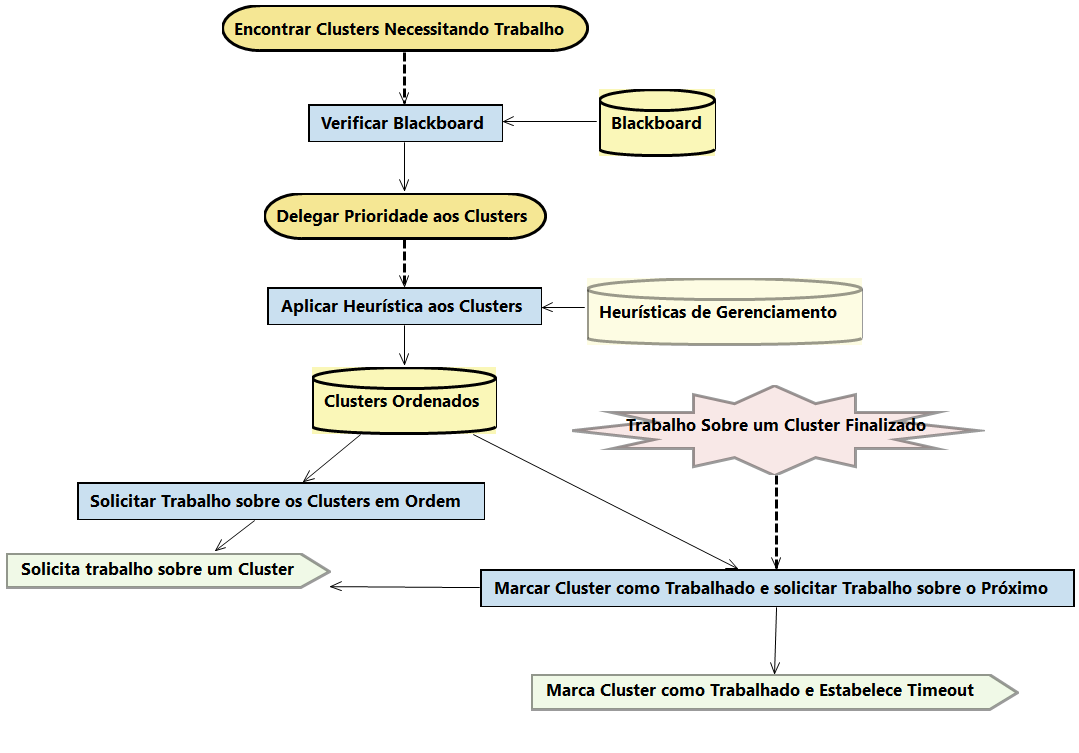 Encontrar Clusters Necessitando Trabalho
Verificar Blackboard
Blackboard
Delegar Prioridade aos Clusters
Aplicar Heurística aos Clusters
Heurísticas de Gerenciamento
Clusters Ordenados
Trabalho Sobre um Cluster Finalizado
Solicitar Trabalho sobre os Clusters em Ordem
Solicita trabalho sobre um Cluster
Marcar Cluster como Trabalhado e solicitar Trabalho sobre o Próximo
Marca Cluster como Trabalhado e Estabelece Timeout